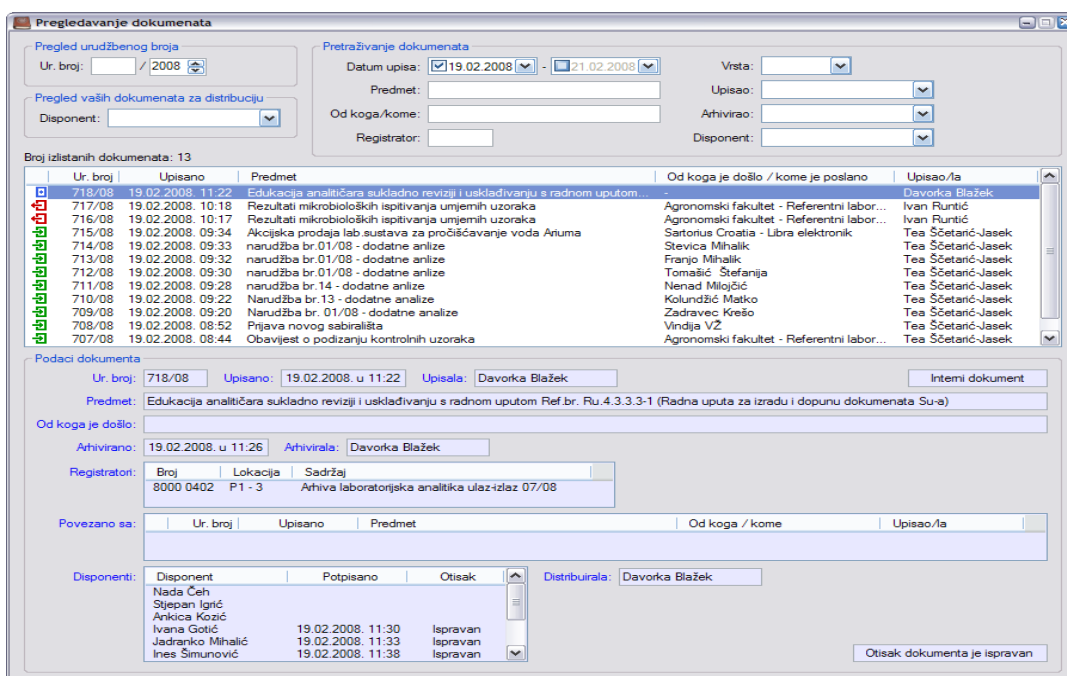 Pregledavanje dokumenata
Pregled urudžbenog broja
Ur. broj: / 2008
Pregled vaših dokumenata za distribuciju
Disponent:
Pretraživanje dokumenata
Datum upisa: 19.02.2008 - 21.02.2008 Vrsta:
Predmet: Upisao:
Od koga/kome: Arhivirao:
Registrator: Disponent:
Broj izlistanih dokumenata: 13
Ur. broj Upisano Predmet Od koga je došlo / kome je poslano Upisao/la
718/08 19.02.2008. 11:22 Edukacija analitičara sukladno reviziji i usklađivanju s radnom uputom... - Davorka Blažek
717/08 19.02.2008. 10:18 Rezultati mikrobioloških ispitivanja umjernih uzoraka Agronomski fakultet - Referentni labor... Ivan Runtić
716/08 19.02.2008. 10:17 Rezultati mikrobioloških ispitivanja umjernih uzoraka Agronomski fakultet - Referentni labor... Ivan Runtić
715/08 19.02.2008. 09:34 Akcijska prodaja lab.sustava za pročišćavanje voda Arium​a Sartorius Croatia - Libra elektronik Tea Ščetarić-Jasek
714/08 19.02.2008. 09:33 narudžba br.01/08 - dodatne anlize Stevica Mihalik Tea Ščetarić-Jasek
713/08 19.02.2008. 09:32 narudžba br.01/08 - dodatne analize Franjo Mihalik Tea Ščetarić-Jasek
712/08 19.02.2008. 09:30 narudžba br.01/08 - dodatne analize Tomašić Štefanija Tea Ščetarić-Jasek
711/08 19.02.2008. 09:28 narudžba br.14 - dodatne anlize Nenad Milojčić Tea Ščetarić-Jasek
710/08 19.02.2008. 09:22 Narudžba br.13 - dodatne analize Kolundžić Matko Tea Ščetarić-Jasek
709/08 19.02.2008. 09:20 Narudžba br. 01/08 - dodatne analize Zadravec Krešo Tea Ščetarić-Jasek
708/08 19.02.2008. 08:52 Prijava novog sabirališta Vindija VŽ Tea Ščetarić-Jasek
707/08 19.02.2008. 08:44 Obavijest o podizanju kontrolnih uzoraka Agronomski fakultet - Referentni labor... Tea Ščetarić-Jasek
Podaci dokumenta
Ur. broj: 718/08 Upisano: 19.02.2008. u 11:22 Upisala: Davorka Blažek Interni dokument
Predmet: Edukacija analitičara sukladno reviziji i usklađivanju s radnom uputom Ref.br. Ru.4.3.3.3-1 (Radna uputa za izradu i dopunu dokumenata Su-a)
Od koga je došlo:
Arhivirano: 19.02.2008. u 11:26 Arhivirala: Davorka Blažek
Registratori: Broj Lokacija Sadržaj
8000 0402 P1 - 3 Arhiva laboratorijska analitika ulaz-izlaz 07/08
Povezano sa: Ur. broj Upisano Predmet Od koga / kome Upisao/la
Disponenti: Disponent Potpisano Otisak Distribuirala: Davorka Blažek
Nada Čeh
Stjepan Igrić
Ankica Kozić
Ivana Gotić 19.02.2008. 11:30 Ispravan
Jadranko Mihalić 19.02.2008. 11:33 Ispravan
Ines Šimunović 19.02.2008. 11:38 Ispravan
Otisak dokumenta je ispravan